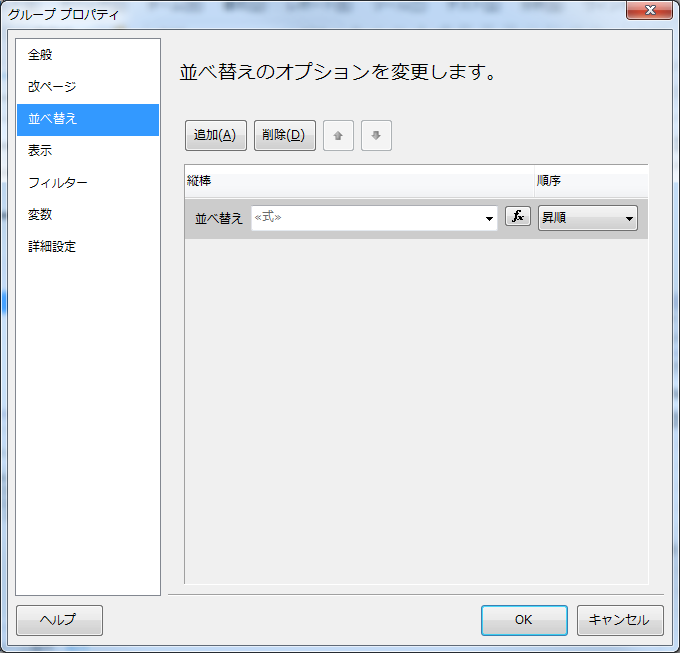 グループ プロパティ
全般
改ページ
並べ替え
表示
フィルター
変数
詳細設定
並べ替えのオプションを変更します。
追加(A)
削除(D)
縦棒
順序
並べ替え
«式»
fx
昇順
ヘルプ
OK
キャンセル